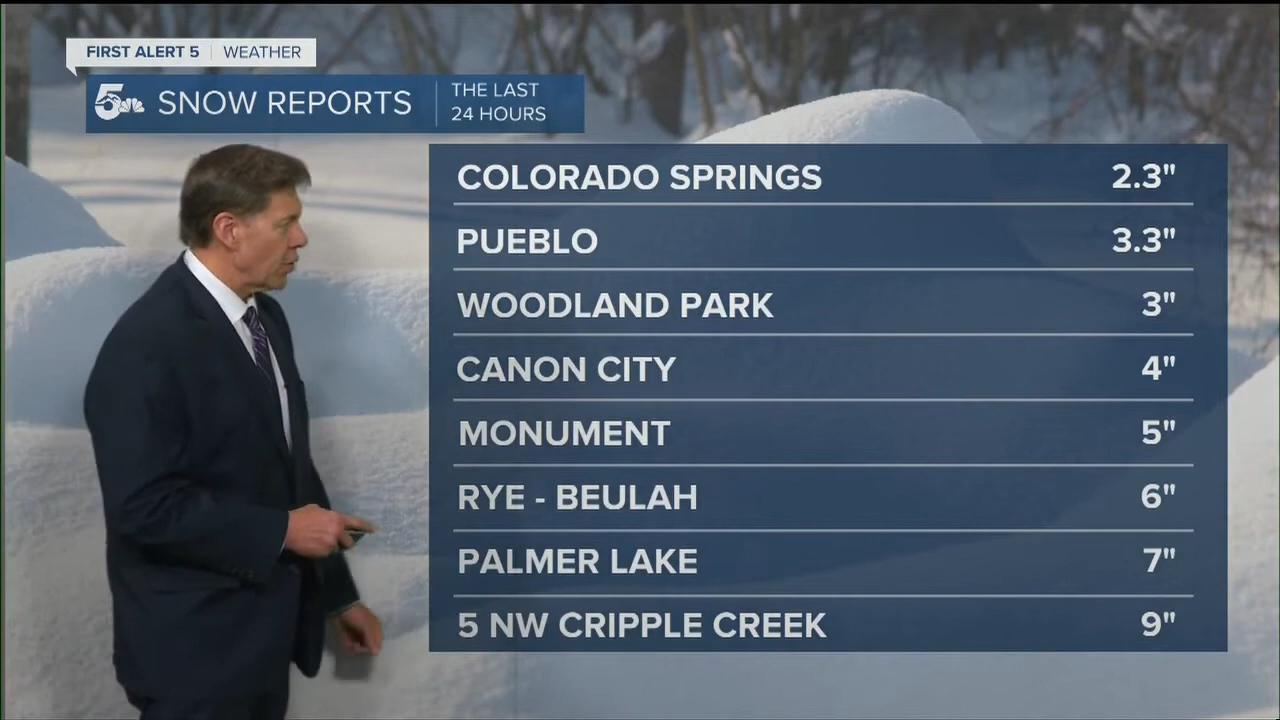 FIRST ALERT 5 | WEATHER
5 SNOW REPORTS
THE LAST
24 HOURS
COLORADO SPRINGS 2.3"
PUEBLO 3.3"
WOODLAND PARK 3"
CANON CITY 4"
MONUMENT 5"
RYE - BEULAH 6"
PALMER LAKE 7"
5 NW CRIPPLE CREEK 9"